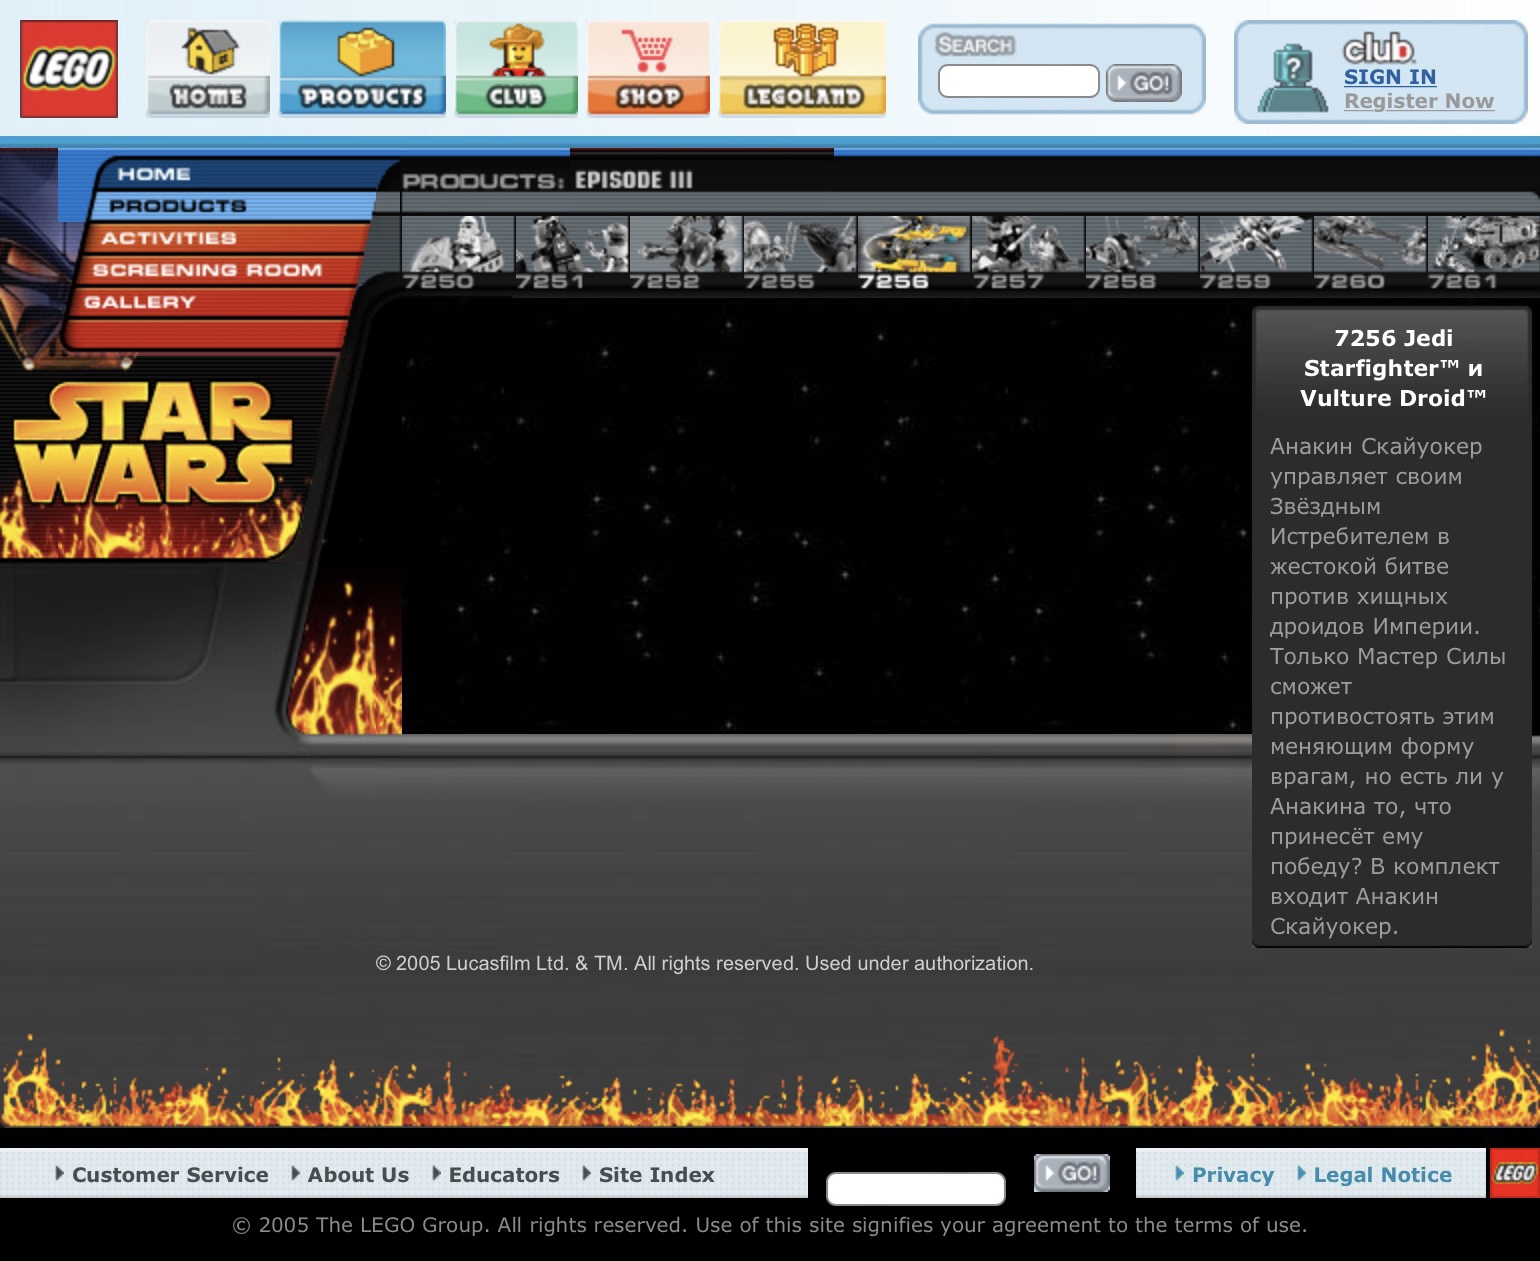 LEGO
HOME
PRODUCTS
CLUB
SHOP
LEGOLAND
SEARCH
GO!
club
SIGN IN
Register Now
HOME
PRODUCTS
ACTIVITIES
SCREENING ROOM
GALLERY
STAR
WARS
PRODUCTS: EPISODE III
7250 7251 7252 7255 7256 7257 7258 7259 7260 7261
7256 Jedi
Starfighter™ и
Vulture Droid™
Анакин Скайуокер
управляет своим
Звёздным
Истребителем в
жестокой битве
против хищных
дроидов Империи.
Только Мастер Силы
сможет
противостоять этим
меняющим форму
врагам, но есть ли у
Анакина то, что
принесёт ему
победу? В комплект
входит Анакин
Скайуокер.
© 2005 Lucasfilm Ltd. & TM. All rights reserved. Used under authorization.
Customer Service About Us Educators Site Index
GO!
Privacy Legal Notice
LEGO
© 2005 The LEGO Group. All rights reserved. Use of this site signifies your agreement to the terms of use.